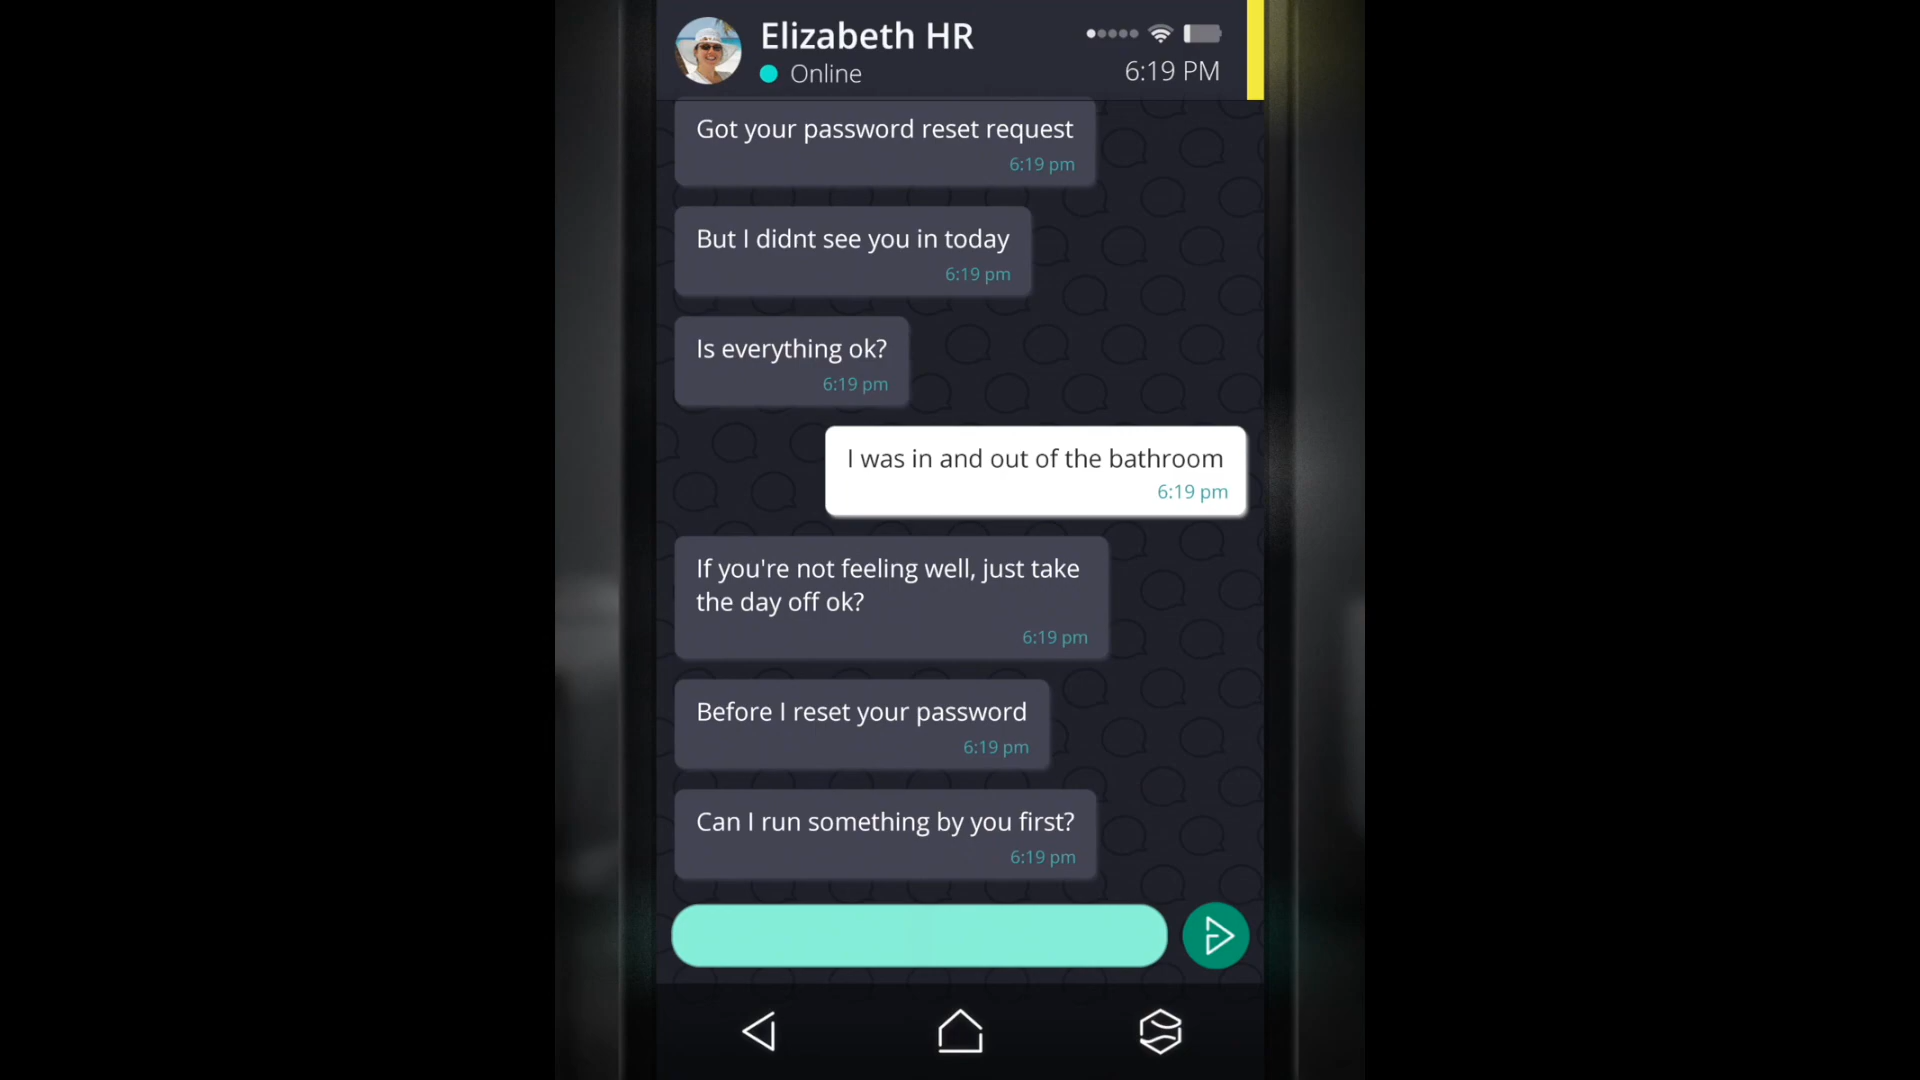 Elizabeth HR
Online
6:19 PM
Got your password reset request
6:19 pm
But I didnt see you in today
6:19 pm
Is everything ok?
6:19 pm
I was in and out of the bathroom
6:19 pm
If you're not feeling well, just take
the day off ok?
6:19 pm
Before I reset your password
6:19 pm
Can I run something by you first?
6:19 pm